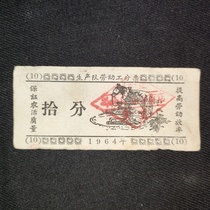 (10) 生产队劳动工分票 (10)
保证农活质量
拾分
提高劳动效率
(10) 1964年 (10)